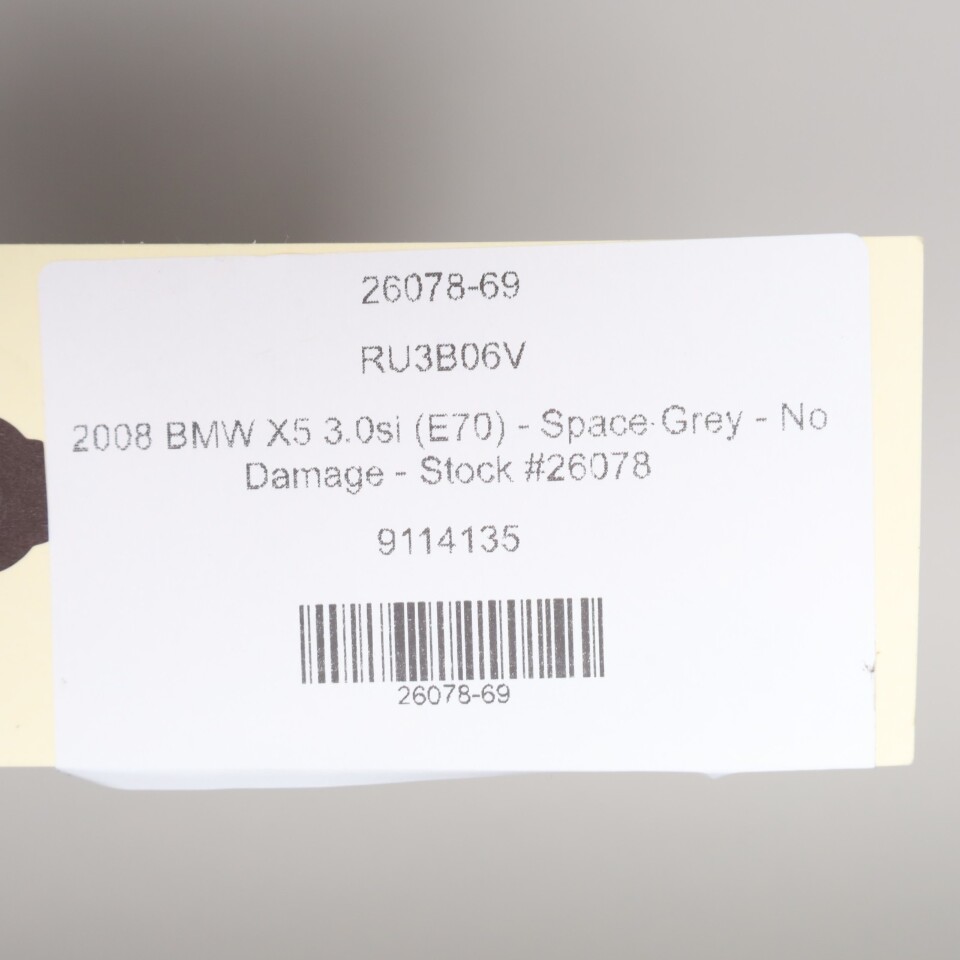 26078-69
RU3B06V
2008 BMW X5 3.0si (E70) - Space Grey - No
Damage - Stock #26078
9114135
26078-69